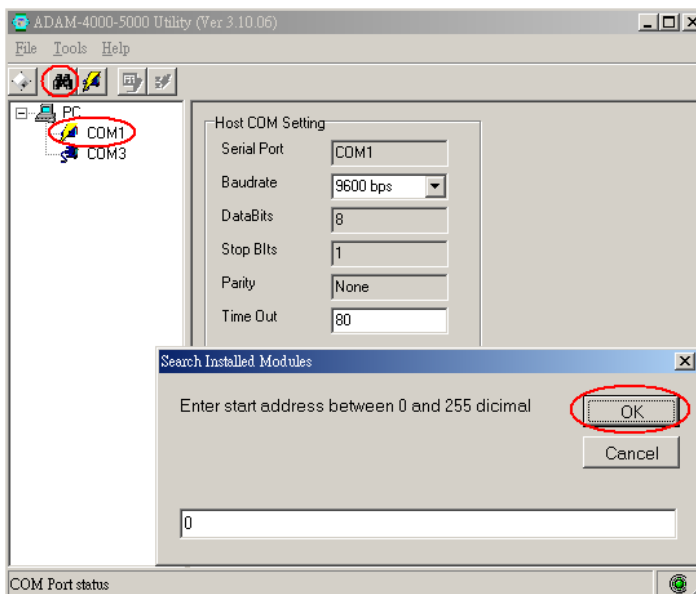 ADAM-4000-5000 Utility (Ver 3.10.06)
File Tools Help
PC
COM1
COM3
Host COM Setting
Serial Port COM1
Baudrate 9600 bps
DataBits 8
Stop BIts 1
Parity None
Time Out 80
Search Installed Modules
Enter start address between 0 and 255 dicimal
OK
Cancel
0
COM Port status